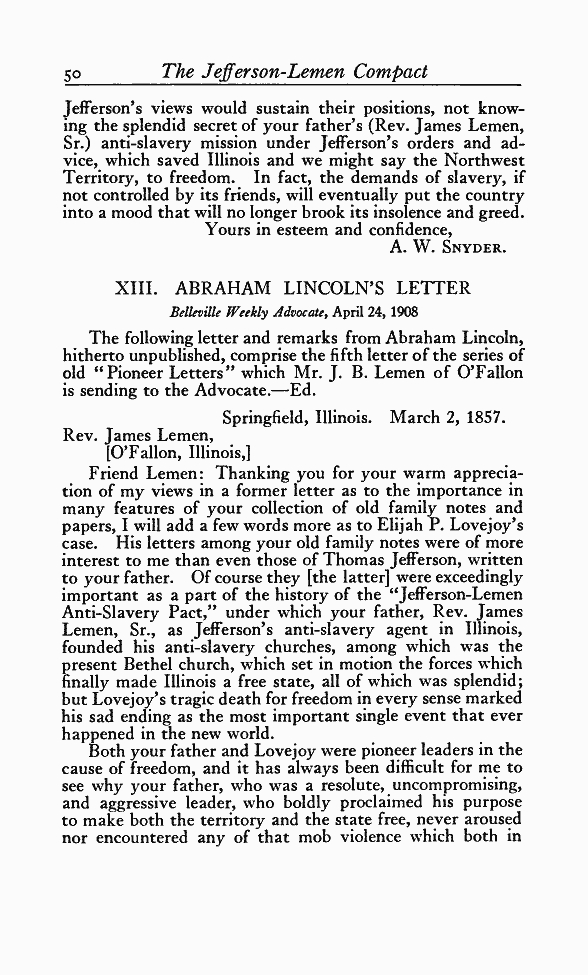 50 The Jefferson-Lemen Compact
Jefferson's views would sustain their positions, not know-
ing the splendid secret of your father's (Rev. James Lemen,
Sr.) anti-slavery mission under Jefferson's orders and ad-
vice, which saved Illinois and we might say the Northwest
Territory, to freedom. In fact, the demands of slavery, if
not controlled by its friends, will eventually put the country
into a mood that will no longer brook its insolence and greed.
Yours in esteem and confidence,
A. W. SNYDER.
XIII. ABRAHAM LINCOLN'S LETTER
Belleville Weekly Advocate, April 24, 1908
The following letter and remarks from Abraham Lincoln,
hitherto unpublished, comprise the fifth letter of the series of
old "Pioneer Letters" which Mr. J. B. Lemen of O'Fallon
is sending to the Advocate.—Ed.
Springfield, Illinois. March 2, 1857.
Rev. James Lemen,
[O'Fallon, Illinois,]
Friend Lemen: Thanking you for your warm apprecia-
tion of my views in a former letter as to the importance in
many features of your collection of old family notes and
papers, I will add a few words more as to Elijah P. Lovejoy's
case. His letters among your old family notes were of more
interest to me than even those of Thomas Jefferson, written
to your father. Of course they [the latter] were exceedingly
important as a part of the history of the "Jefferson-Lemen
Anti-Slavery Pact," under which your father, Rev. James
Lemen, Sr., as Jefferson's anti-slavery agent in Illinois,
founded his anti-slavery churches, among which was the
present Bethel church, which set in motion the forces which
finally made Illinois a free state, all of which was splendid;
but Lovejoy's tragic death for freedom in every sense marked
his sad ending as the most important single event that ever
happened in the new world.
Both your father and Lovejoy were pioneer leaders in the
cause of freedom, and it has always been difficult for me to
see why your father, who was a resolute, uncompromising,
and aggressive leader, who boldly proclaimed his purpose
to make both the territory and the state free, never aroused
nor encountered any of that mob violence which both in